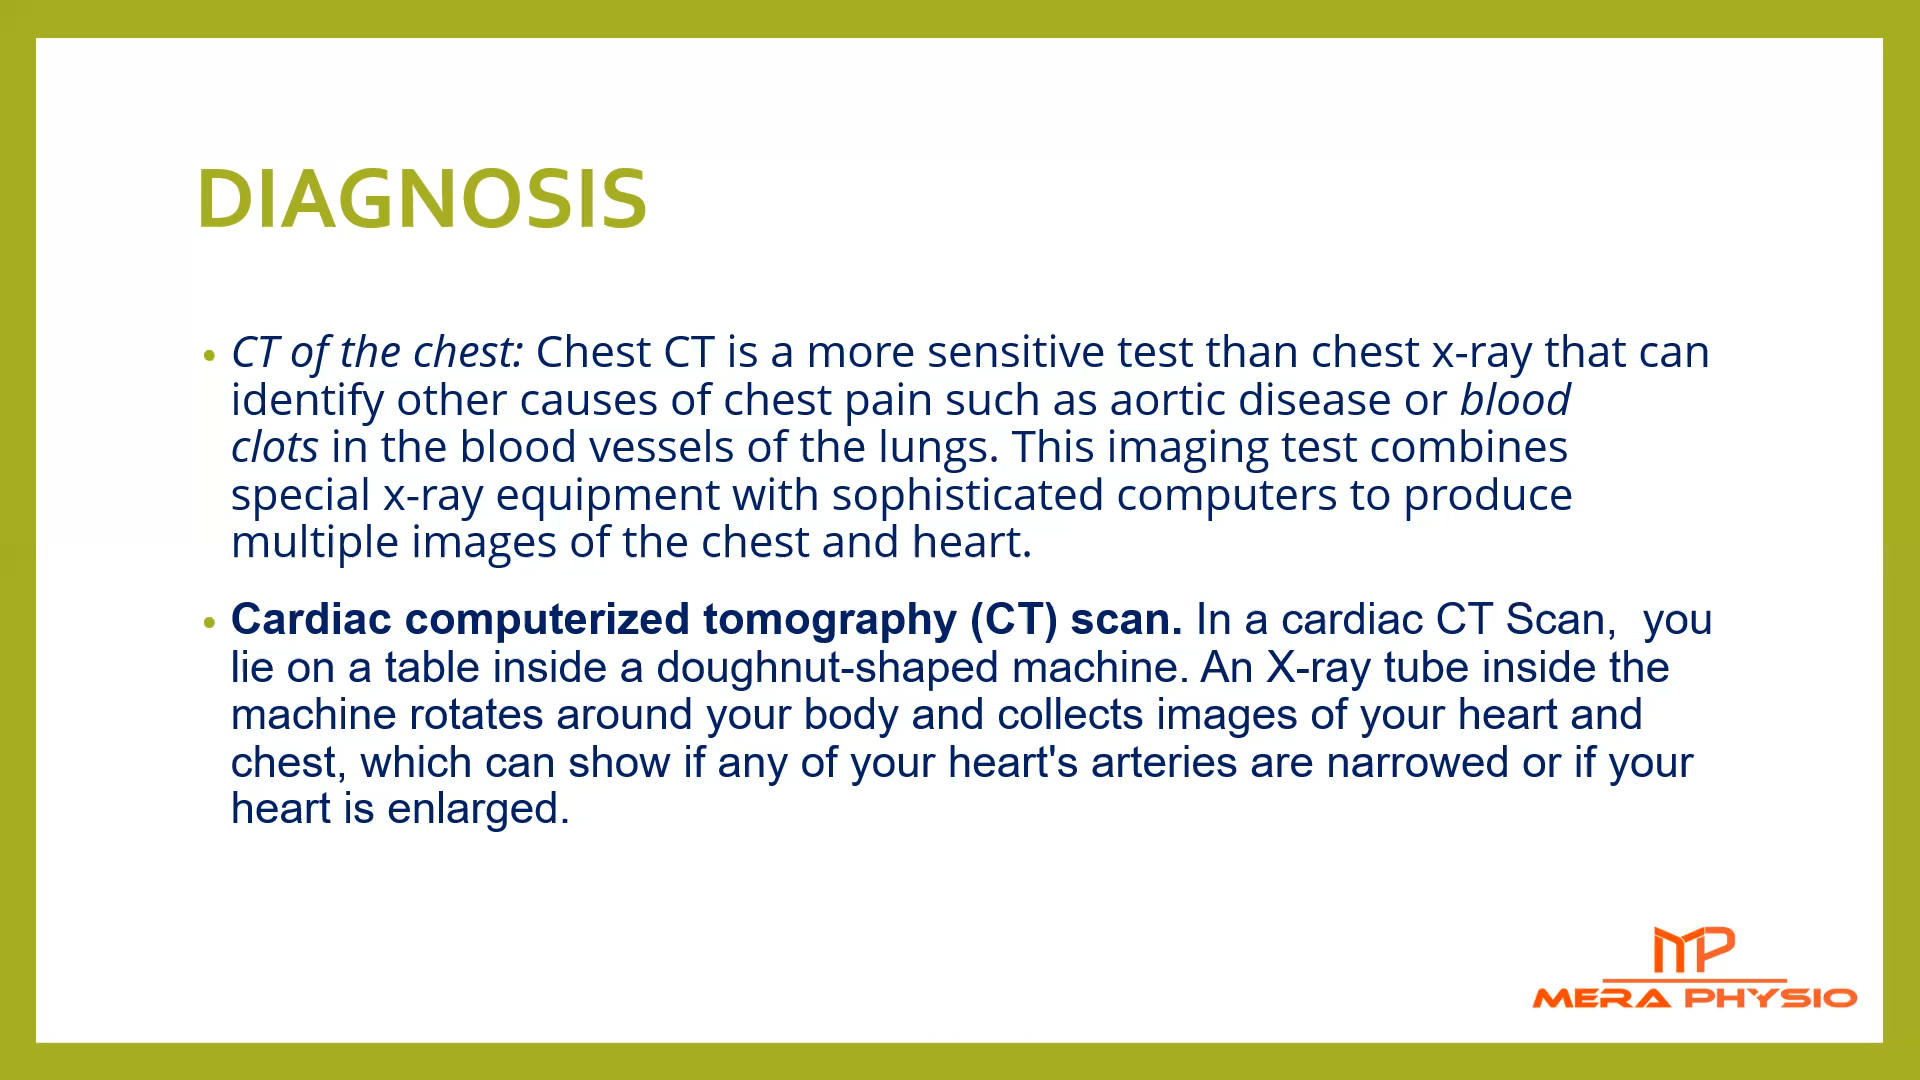 DIAGNOSIS
• CT of the chest: Chest CT is a more sensitive test than chest x-ray that can
identify other causes of chest pain such as aortic disease or blood
clots in the blood vessels of the lungs. This imaging test combines
special x-ray equipment with sophisticated computers to produce
multiple images of the chest and heart.
• Cardiac computerized tomography (CT) scan. In a cardiac CT Scan,  you
lie on a table inside a doughnut-shaped machine. An X-ray tube inside the
machine rotates around your body and collects images of your heart and
chest, which can show if any of your heart's arteries are narrowed or if your
heart is enlarged.
MP
MERA PHYSIO